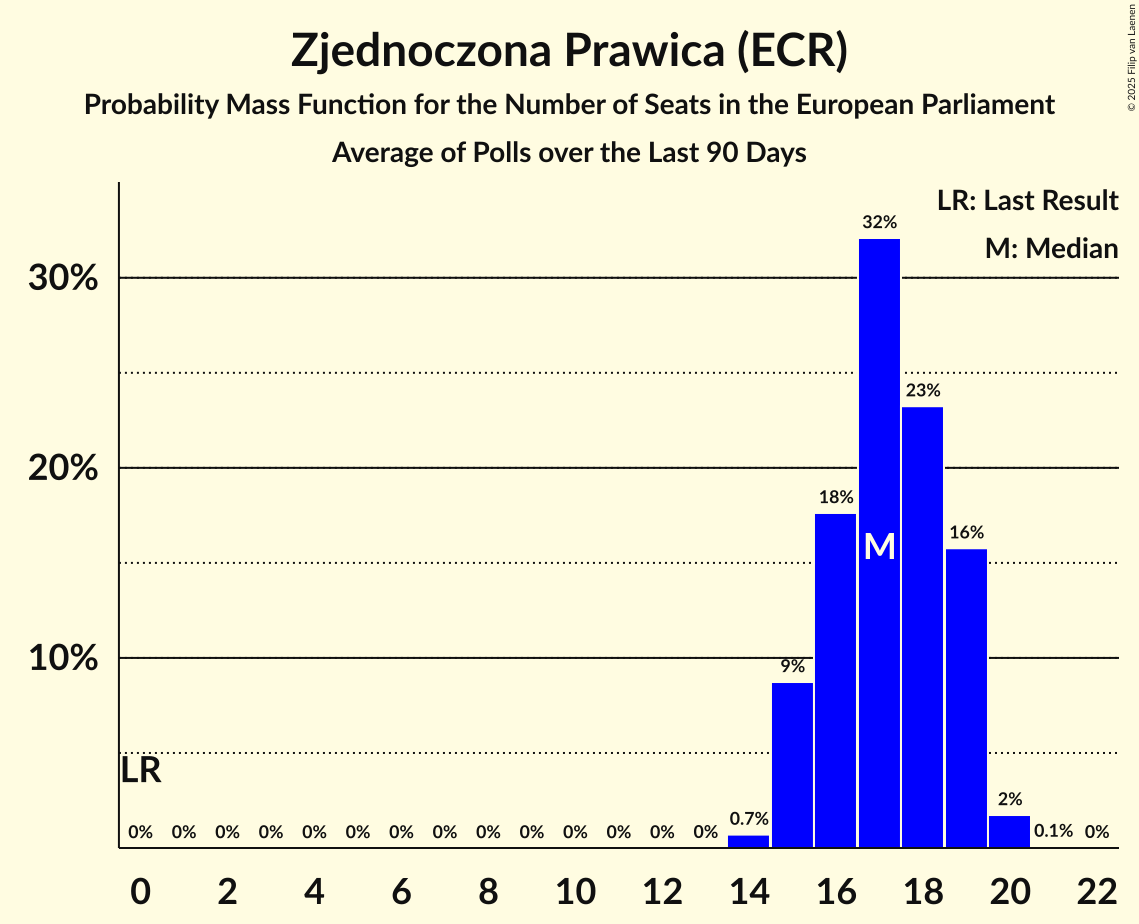 Zjednoczona Prawica (ECR)
Probability Mass Function for the Number of Seats in the European Parliament
Average of Polls over the Last 90 Days
© 2025 Filip van Laenen
LR: Last Result
M: Median
30%
20%
10%
32%
23%
18%
16%
9%
2%
0.7%
0.1%
M
LR
0% 0% 0% 0% 0% 0% 0% 0% 0% 0% 0% 0% 0% 0% 0%
0 2 4 6 8 10 12 14 16 18 20 22